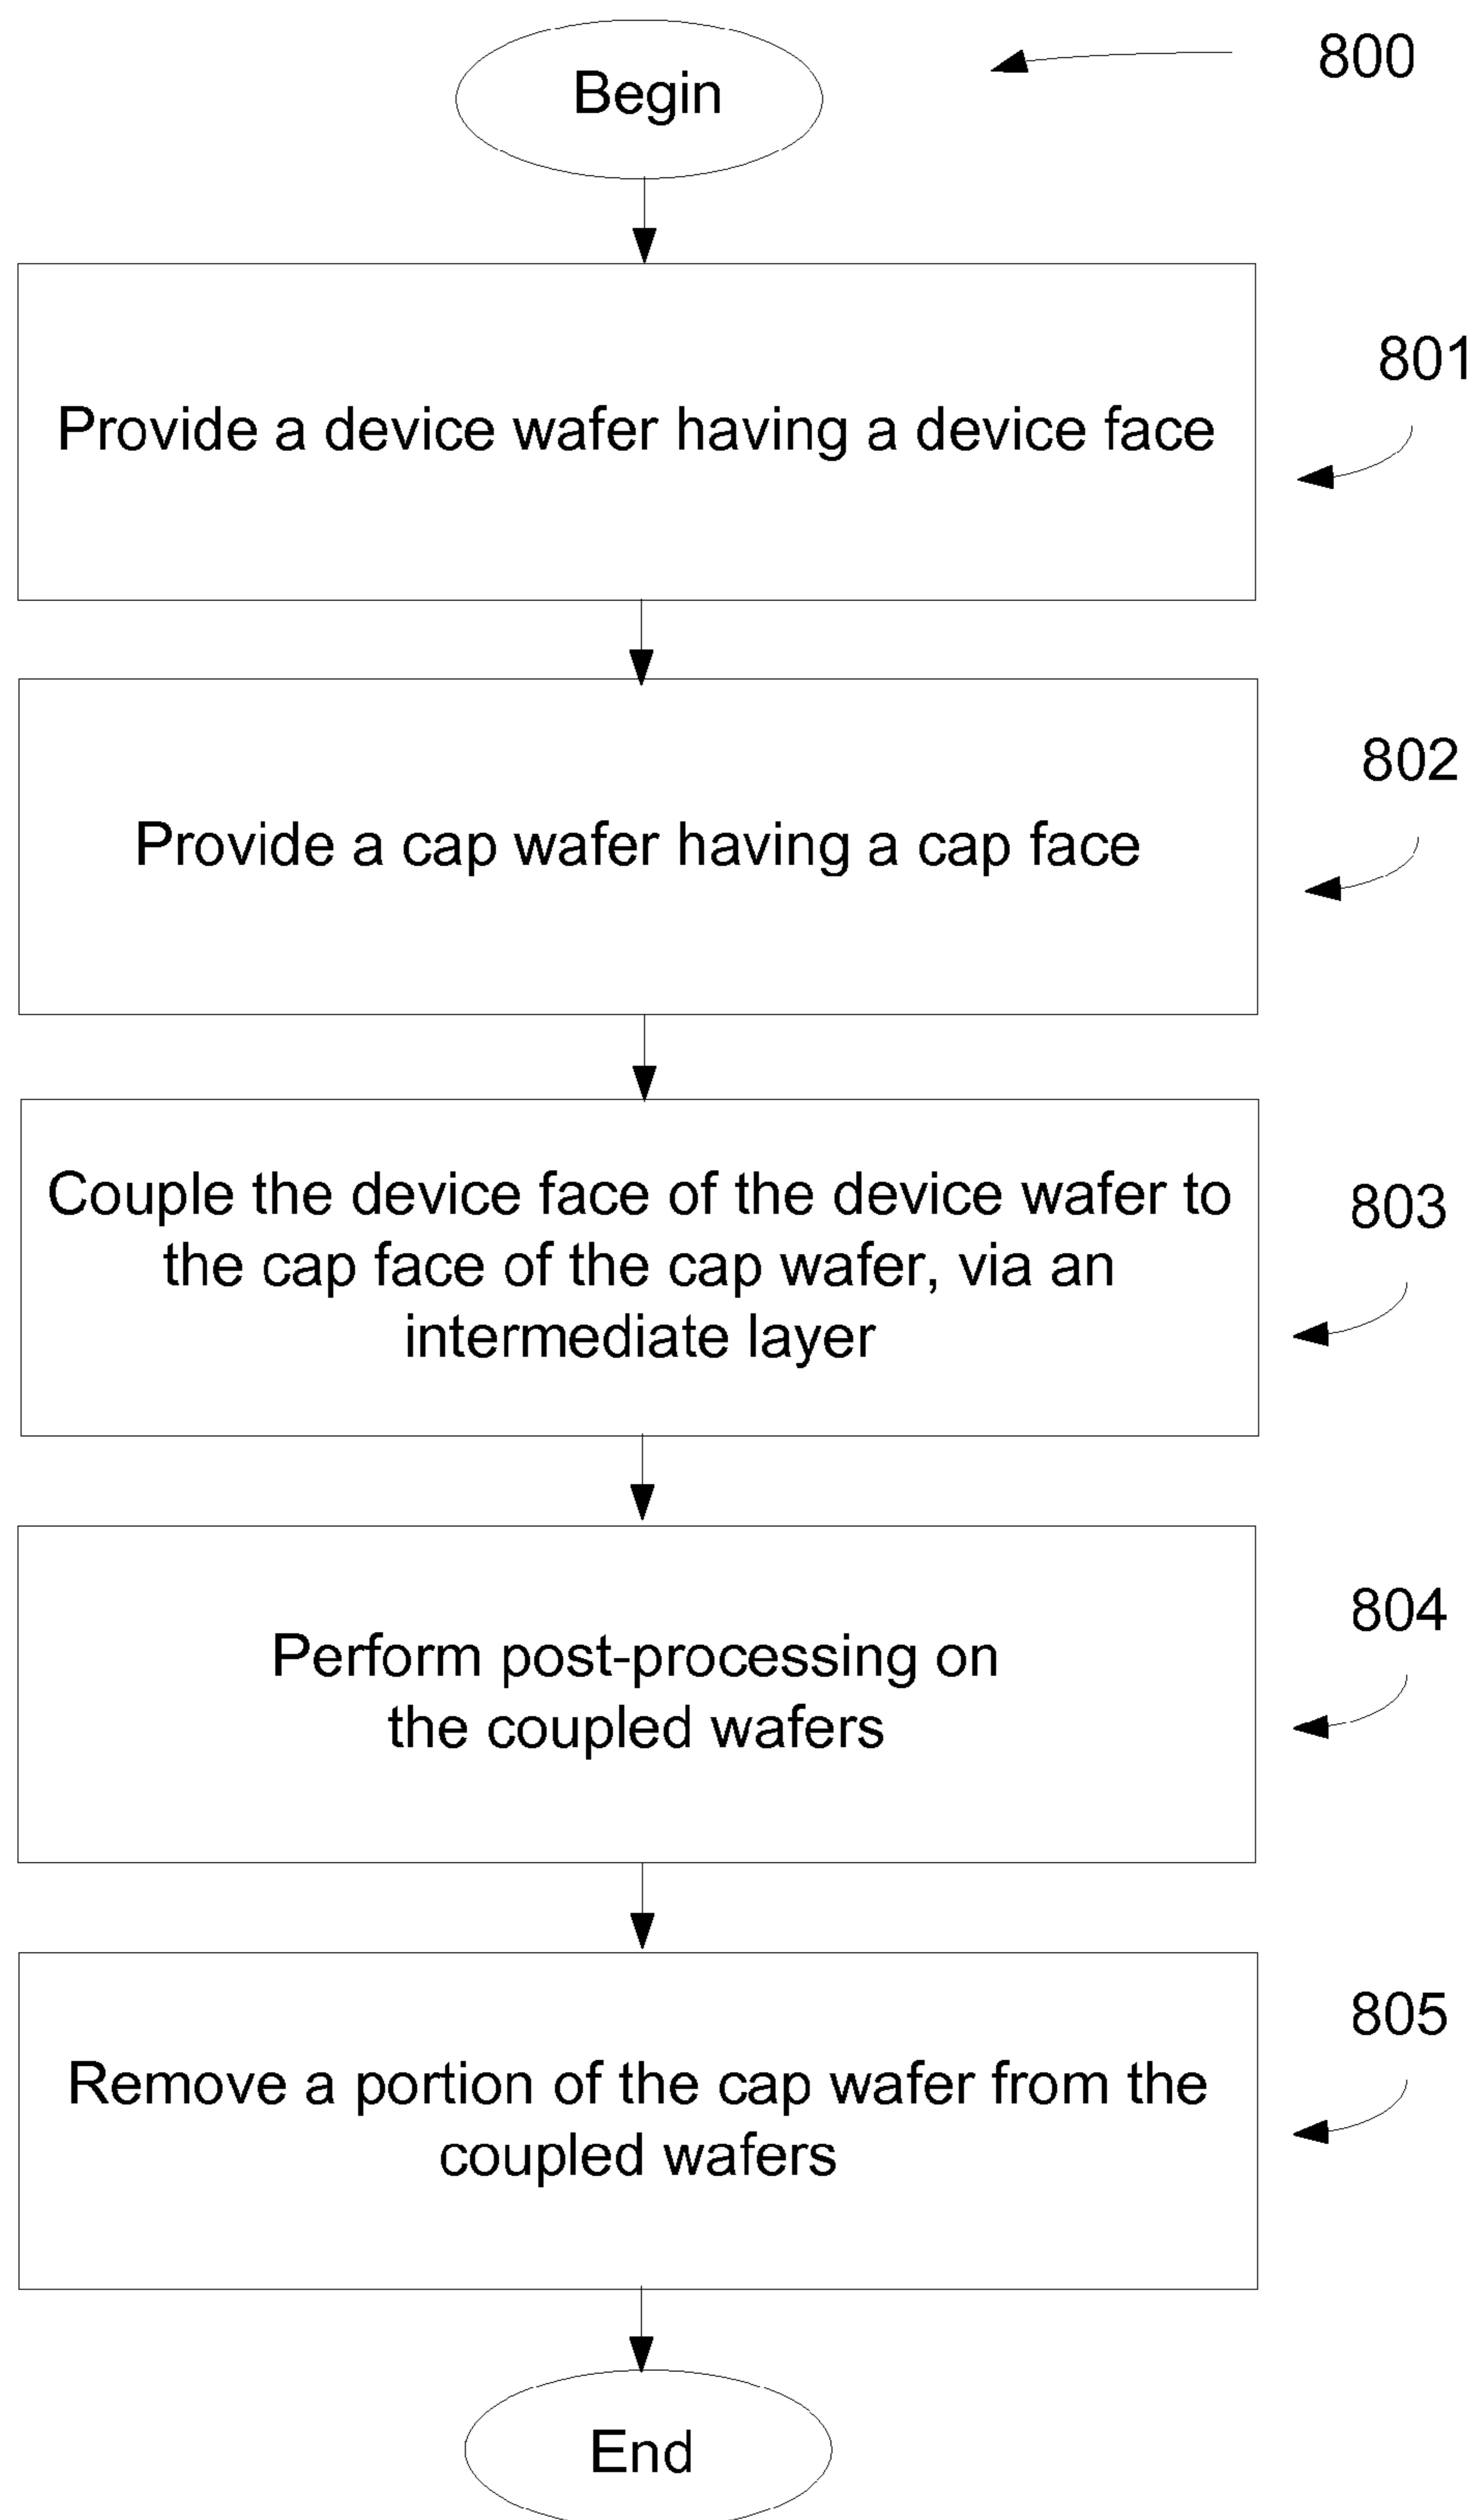 Begin
800
801
Provide a device wafer having a device face
802
Provide a cap wafer having a cap face
803
Couple the device face of the device wafer to
the cap face of the cap wafer, via an
intermediate layer
804
Perform post-processing on
the coupled wafers
805
Remove a portion of the cap wafer from the
coupled wafers
End